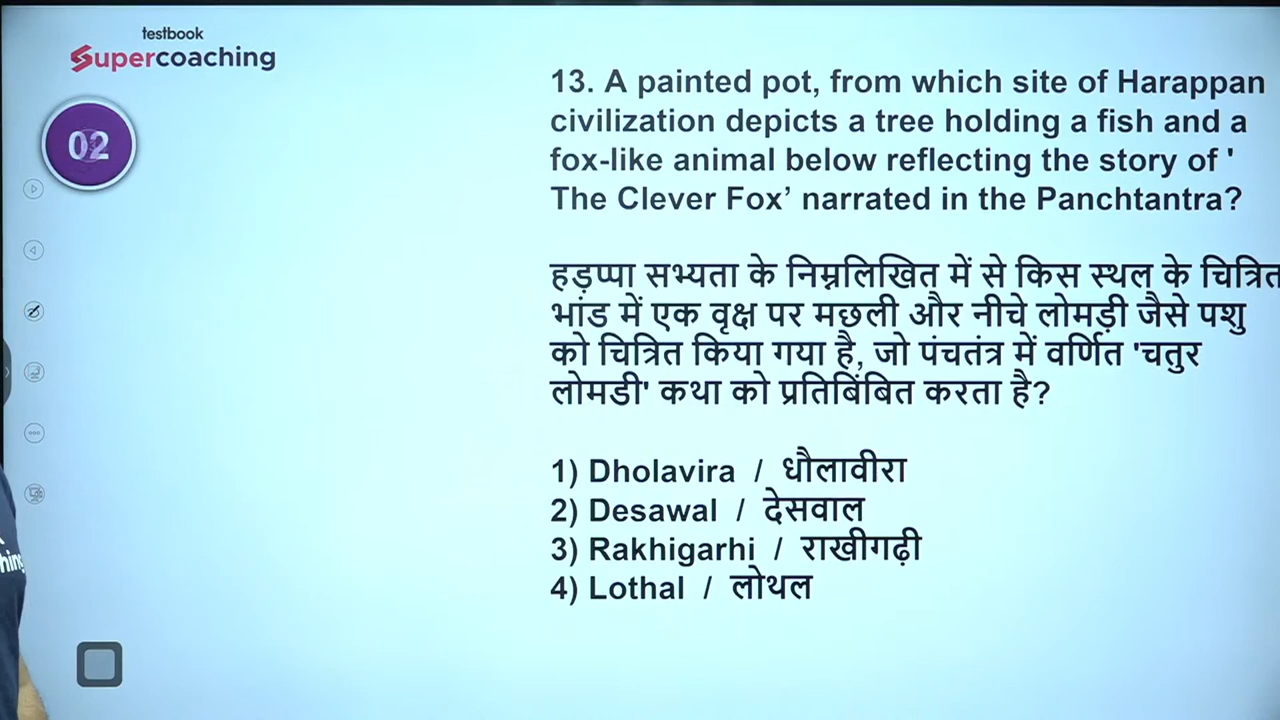 testbook
Supercoaching
02
13. A painted pot, from which site of Harappan
civilization depicts a tree holding a fish and a
fox-like animal below reflecting the story of '
The Clever Fox’ narrated in the Panchtantra?
हड़प्पा सभ्यता के निम्नलिखित में से किस स्थल के चित्रित
भांड में एक वृक्ष पर मछली और नीचे लोमड़ी जैसे पशु
को चित्रित किया गया है, जो पंचतंत्र में वर्णित 'चतुर
लोमडी' कथा को प्रतिबिंबित करता है?
1) Dholavira / धौलावीरा
2) Desawal / देसवाल
3) Rakhigarhi / राखीगढ़ी
4) Lothal / लोथल